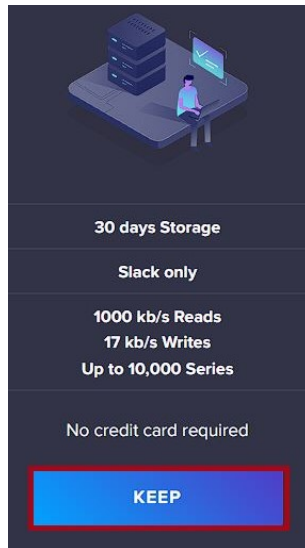 30 days Storage
Slack only
1000 kb/s Reads
17 kb/s Writes
Up to 10,000 Series
No credit card required
KEEP